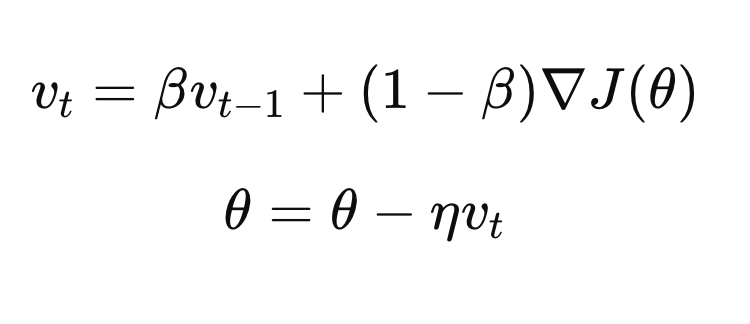 v_t = βv_{t−1} + (1 − β)∇J(θ)
θ = θ − ηv_t